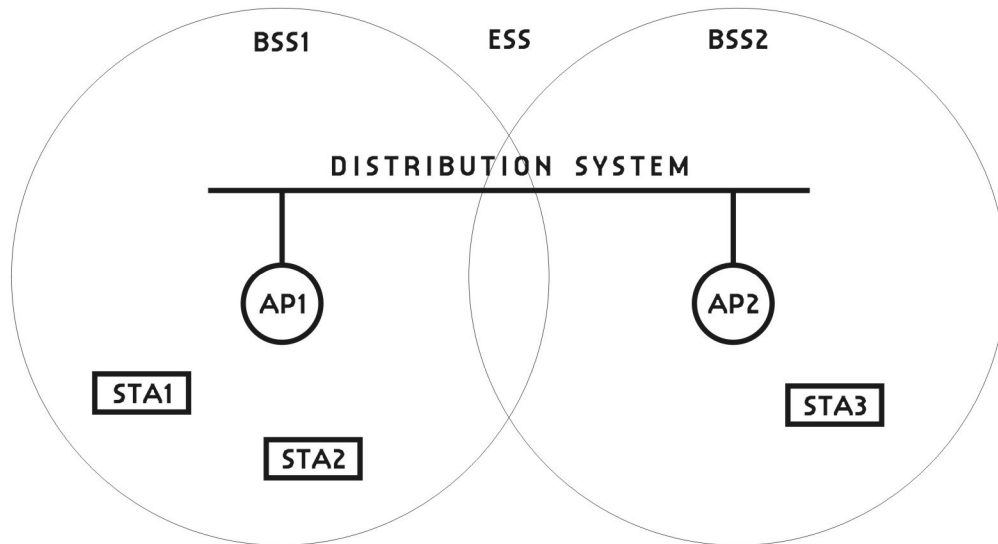 BSS1 ESS BSS2
DISTRIBUTION SYSTEM
AP1 AP2
STA1
STA3
STA2